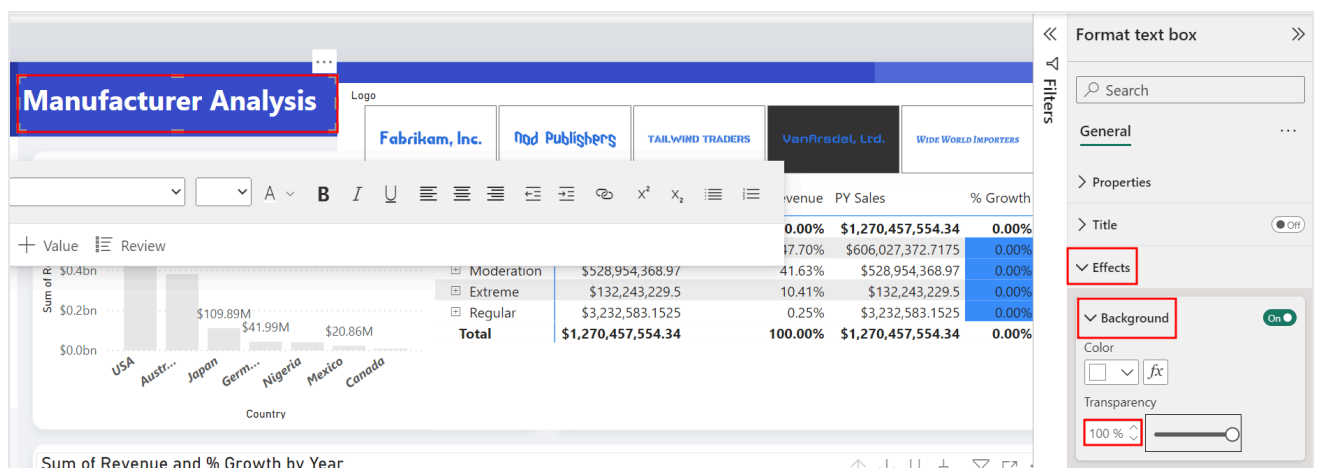 Format text box
Search
Filters
General
Properties
Title
Off
Effects
Background
On
Color
fx
Transparency
100 %
Manufacturer Analysis
Logo
Fabrikam, Inc.
Nod Publishers
TAILWIND TRADERS
VanArsdel, Ltd.
WIDE WORLD IMPORTERS
A B I U x² x₂
Value Review
evenue PY Sales % Growth
0.00% $1,270,457,554.34 0.00%
47.70% $606,027,372.7175 0.00%
Moderation $528,954,368.97 41.63% $528,954,368.97 0.00%
Extreme $132,243,229.5 10.41% $132,243,229.5 0.00%
Regular $3,232,583.1525 0.25% $3,232,583.1525 0.00%
Total $1,270,457,554.34 100.00% $1,270,457,554.34 0.00%
Sum of R
$0.4bn
$0.2bn
$0.0bn
$109.89M
$41.99M
$20.86M
USA
Austr...
Japan
Germ...
Nigeria
Mexico
Canada
Country
Sum of Revenue and % Growth by Year